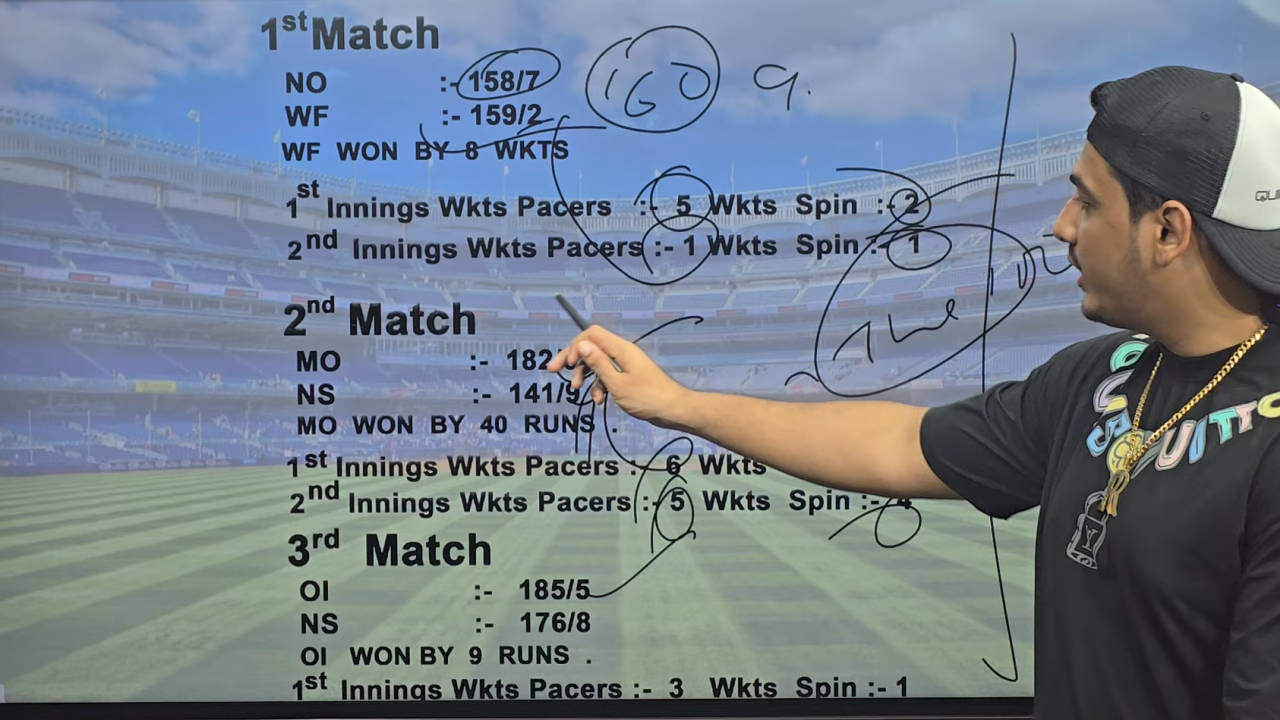 1st Match
NO :- 158/7 160 9.
WF :- 159/2
WF WON BY 8 WKTS
1st Innings Wkts Pacers :- 5 Wkts Spin :- 2
2nd Innings Wkts Pacers :- 1 Wkts Spin :- 1
2nd Match
MO :- 182/
NS :- 141/9
MO WON BY 40 RUNS .
1st Innings Wkts Pacers :- 6 Wkts
2nd Innings Wkts Pacers :- 5 Wkts Spin :- 4
3rd Match
OI :- 185/5
NS :- 176/8
OI WON BY 9 RUNS .
1st Innings Wkts Pacers :- 3 Wkts Spin :- 1